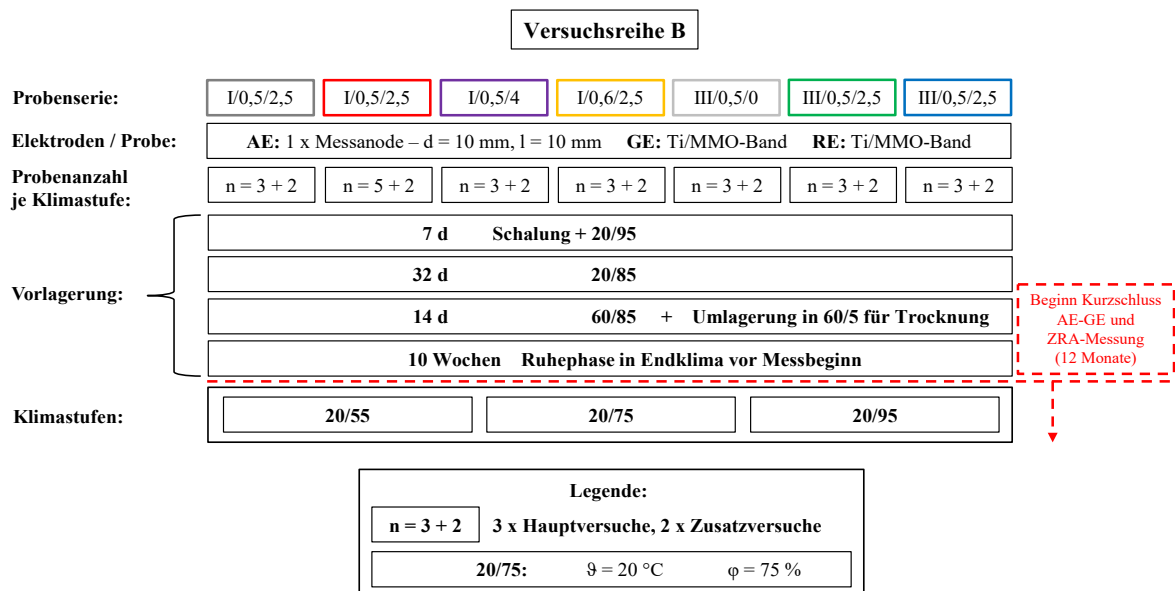 Versuchsreihe B
Probenserie: I/0,5/2,5 I/0,5/2,5 I/0,5/4 I/0,6/2,5 III/0,5/0 III/0,5/2,5 III/0,5/2,5
Elektroden / Probe: AE: 1 x Messanode – d = 10 mm, l = 10 mm GE: Ti/MMO-Band RE: Ti/MMO-Band
Probenanzahl
je Klimastufe: n = 3 + 2 n = 5 + 2 n = 3 + 2 n = 3 + 2 n = 3 + 2 n = 3 + 2 n = 3 + 2
Vorlagerung:
7 d Schalung + 20/95
32 d 20/85
14 d 60/85 + Umlagerung in 60/5 für Trocknung
10 Wochen Ruhephase in Endklima vor Messbeginn
Beginn Kurzschluss
AE-GE und
ZRA-Messung
(12 Monate)
Klimastufen: 20/55 20/75 20/95
Legende:
n = 3 + 2 3 x Hauptversuche, 2 x Zusatzversuche
20/75: ϑ = 20 °C φ = 75 %